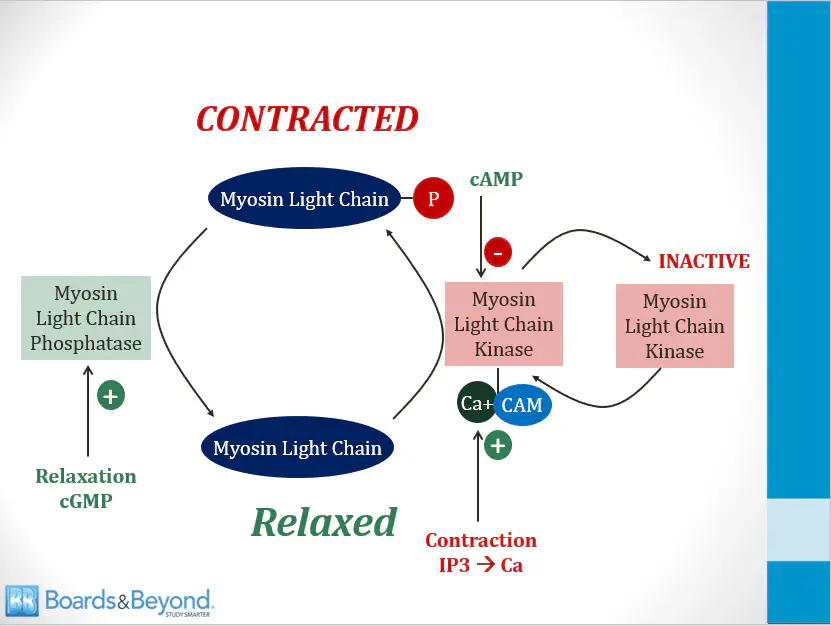 CONTRACTED
Myosin Light Chain
P
cAMP
-
INACTIVE
Myosin
Light Chain
Phosphatase
Myosin
Light Chain
Kinase
Myosin
Light Chain
Kinase
+
Ca+
CAM
Myosin Light Chain
+
Relaxation
cGMP
Relaxed
Contraction
IP3 → Ca
BB Boards&Beyond.
STUDY SMARTER